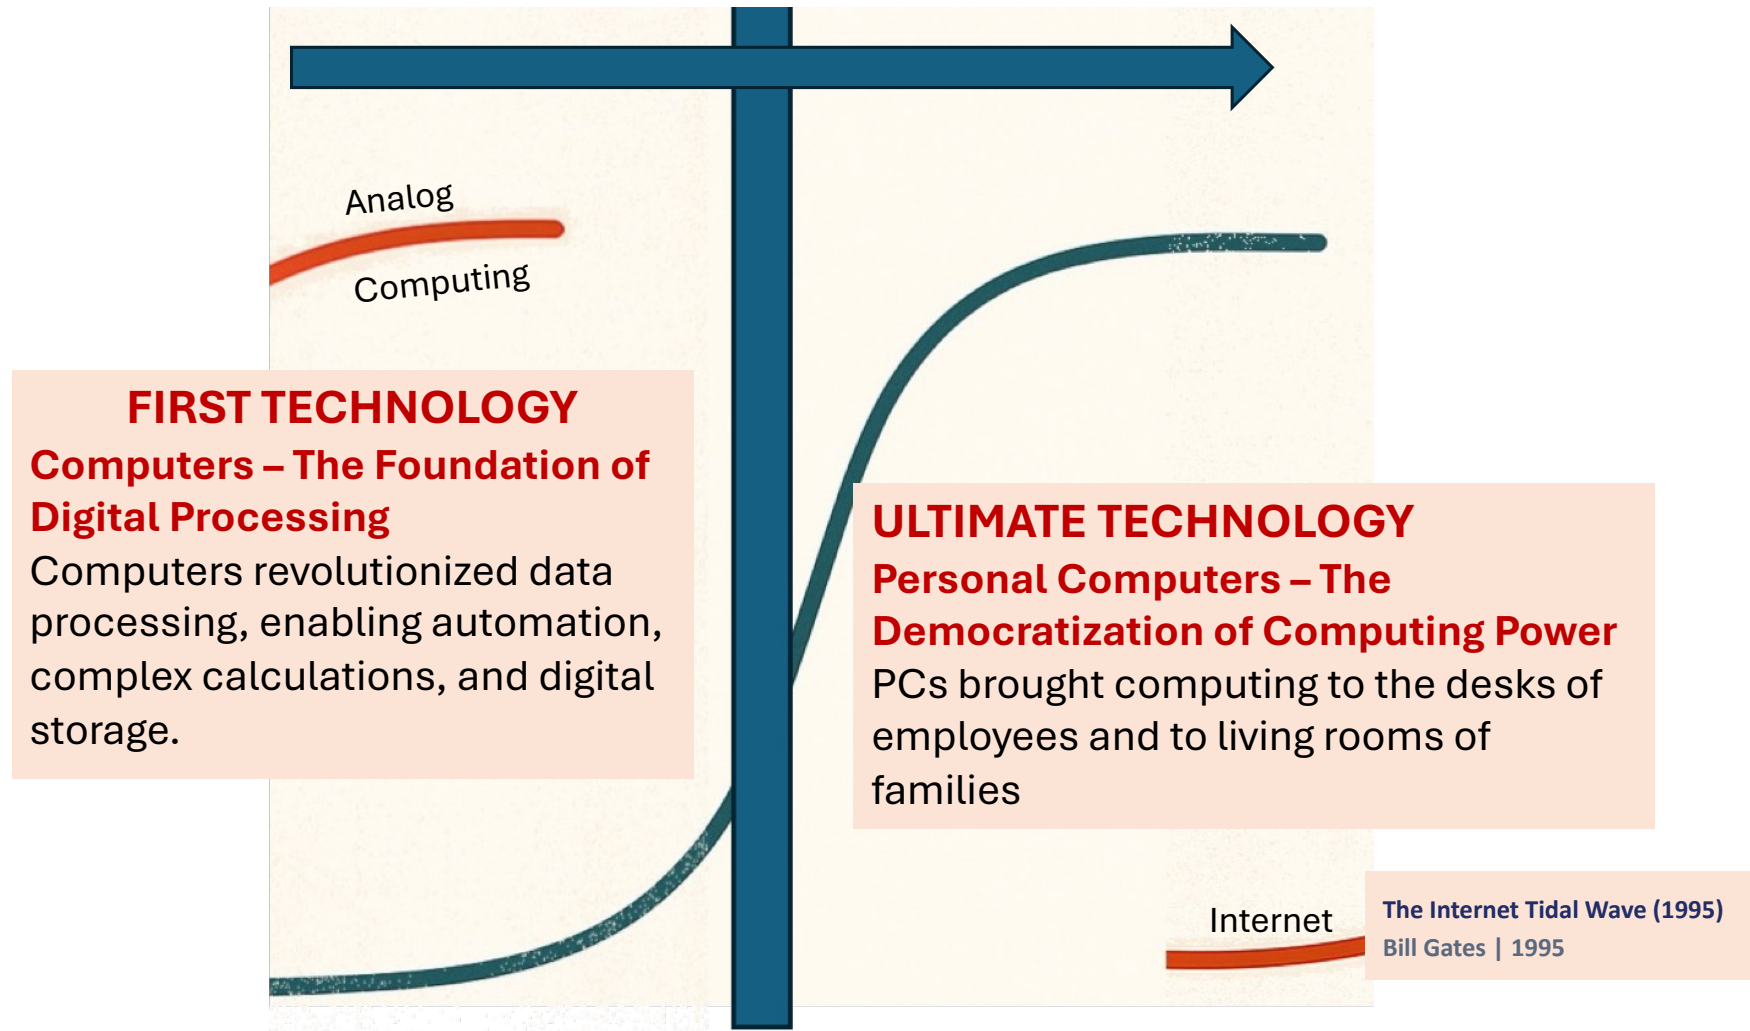 Analog
Computing
FIRST TECHNOLOGY
Computers – The Foundation of
Digital Processing
Computers revolutionized data
processing, enabling automation,
complex calculations, and digital
storage.
ULTIMATE TECHNOLOGY
Personal Computers – The
Democratization of Computing Power
PCs brought computing to the desks of
employees and to living rooms of
families
Internet
The Internet Tidal Wave (1995)
Bill Gates | 1995